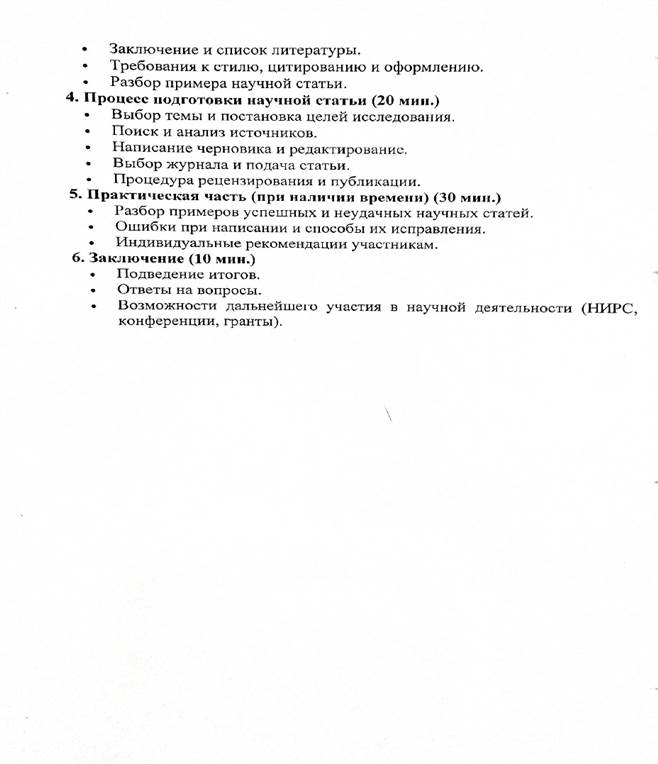 • Заключение и список литературы.
• Требования к стилю, цитированию и оформлению.
• Разбор примера научной статьи.
4. Процесс подготовки научной статьи (20 мин.)
• Выбор темы и постановка целей исследования.
• Поиск и анализ источников.
• Написание черновика и редактирование.
• Выбор журнала и подача статьи.
• Процедура рецензирования и публикации.
5. Практическая часть (при наличии времени) (30 мин.)
• Разбор примеров успешных и неудачных научных статей.
• Ошибки при написании и способы их исправления.
• Индивидуальные рекомендации участникам.
6. Заключение (10 мин.)
• Подведение итогов.
• Ответы на вопросы.
• Возможности дальнейшего участия в научной деятельности (НИРС,
конференции, гранты).